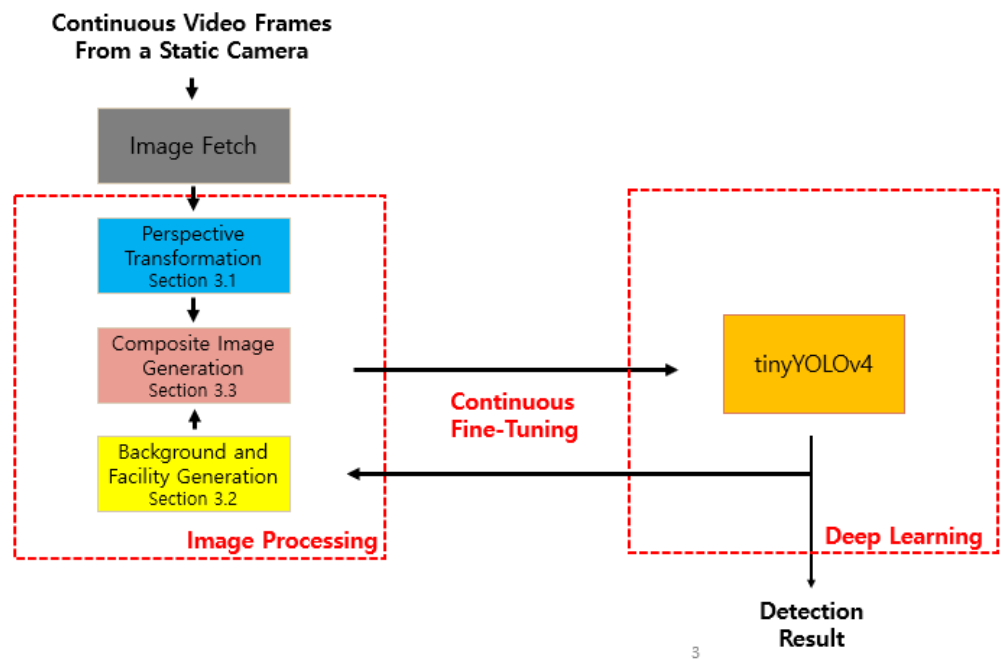 Continuous Video Frames
From a Static Camera
Image Fetch
Perspective
Transformation
Section 3.1
Composite Image
Generation
Section 3.3
Background and
Facility Generation
Section 3.2
Image Processing
Continuous
Fine-Tuning
tinyYOLOv4
Deep Learning
Detection
Result
3